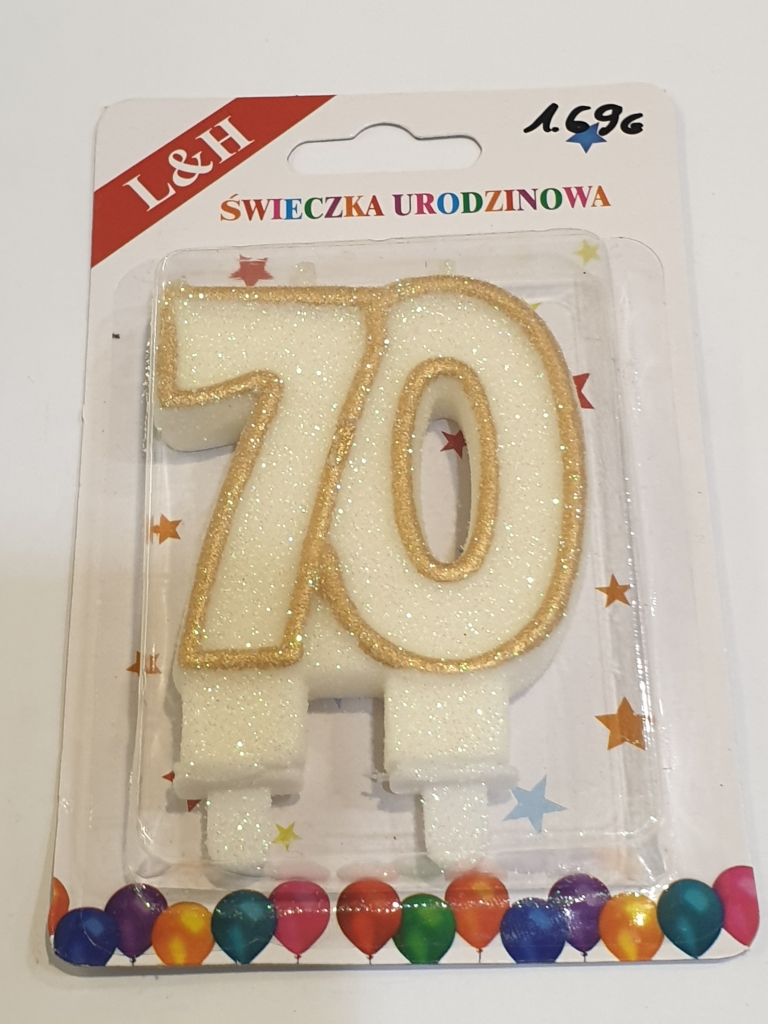 L&H
1.69G
ŚWIECZKA URODZINOWA
70